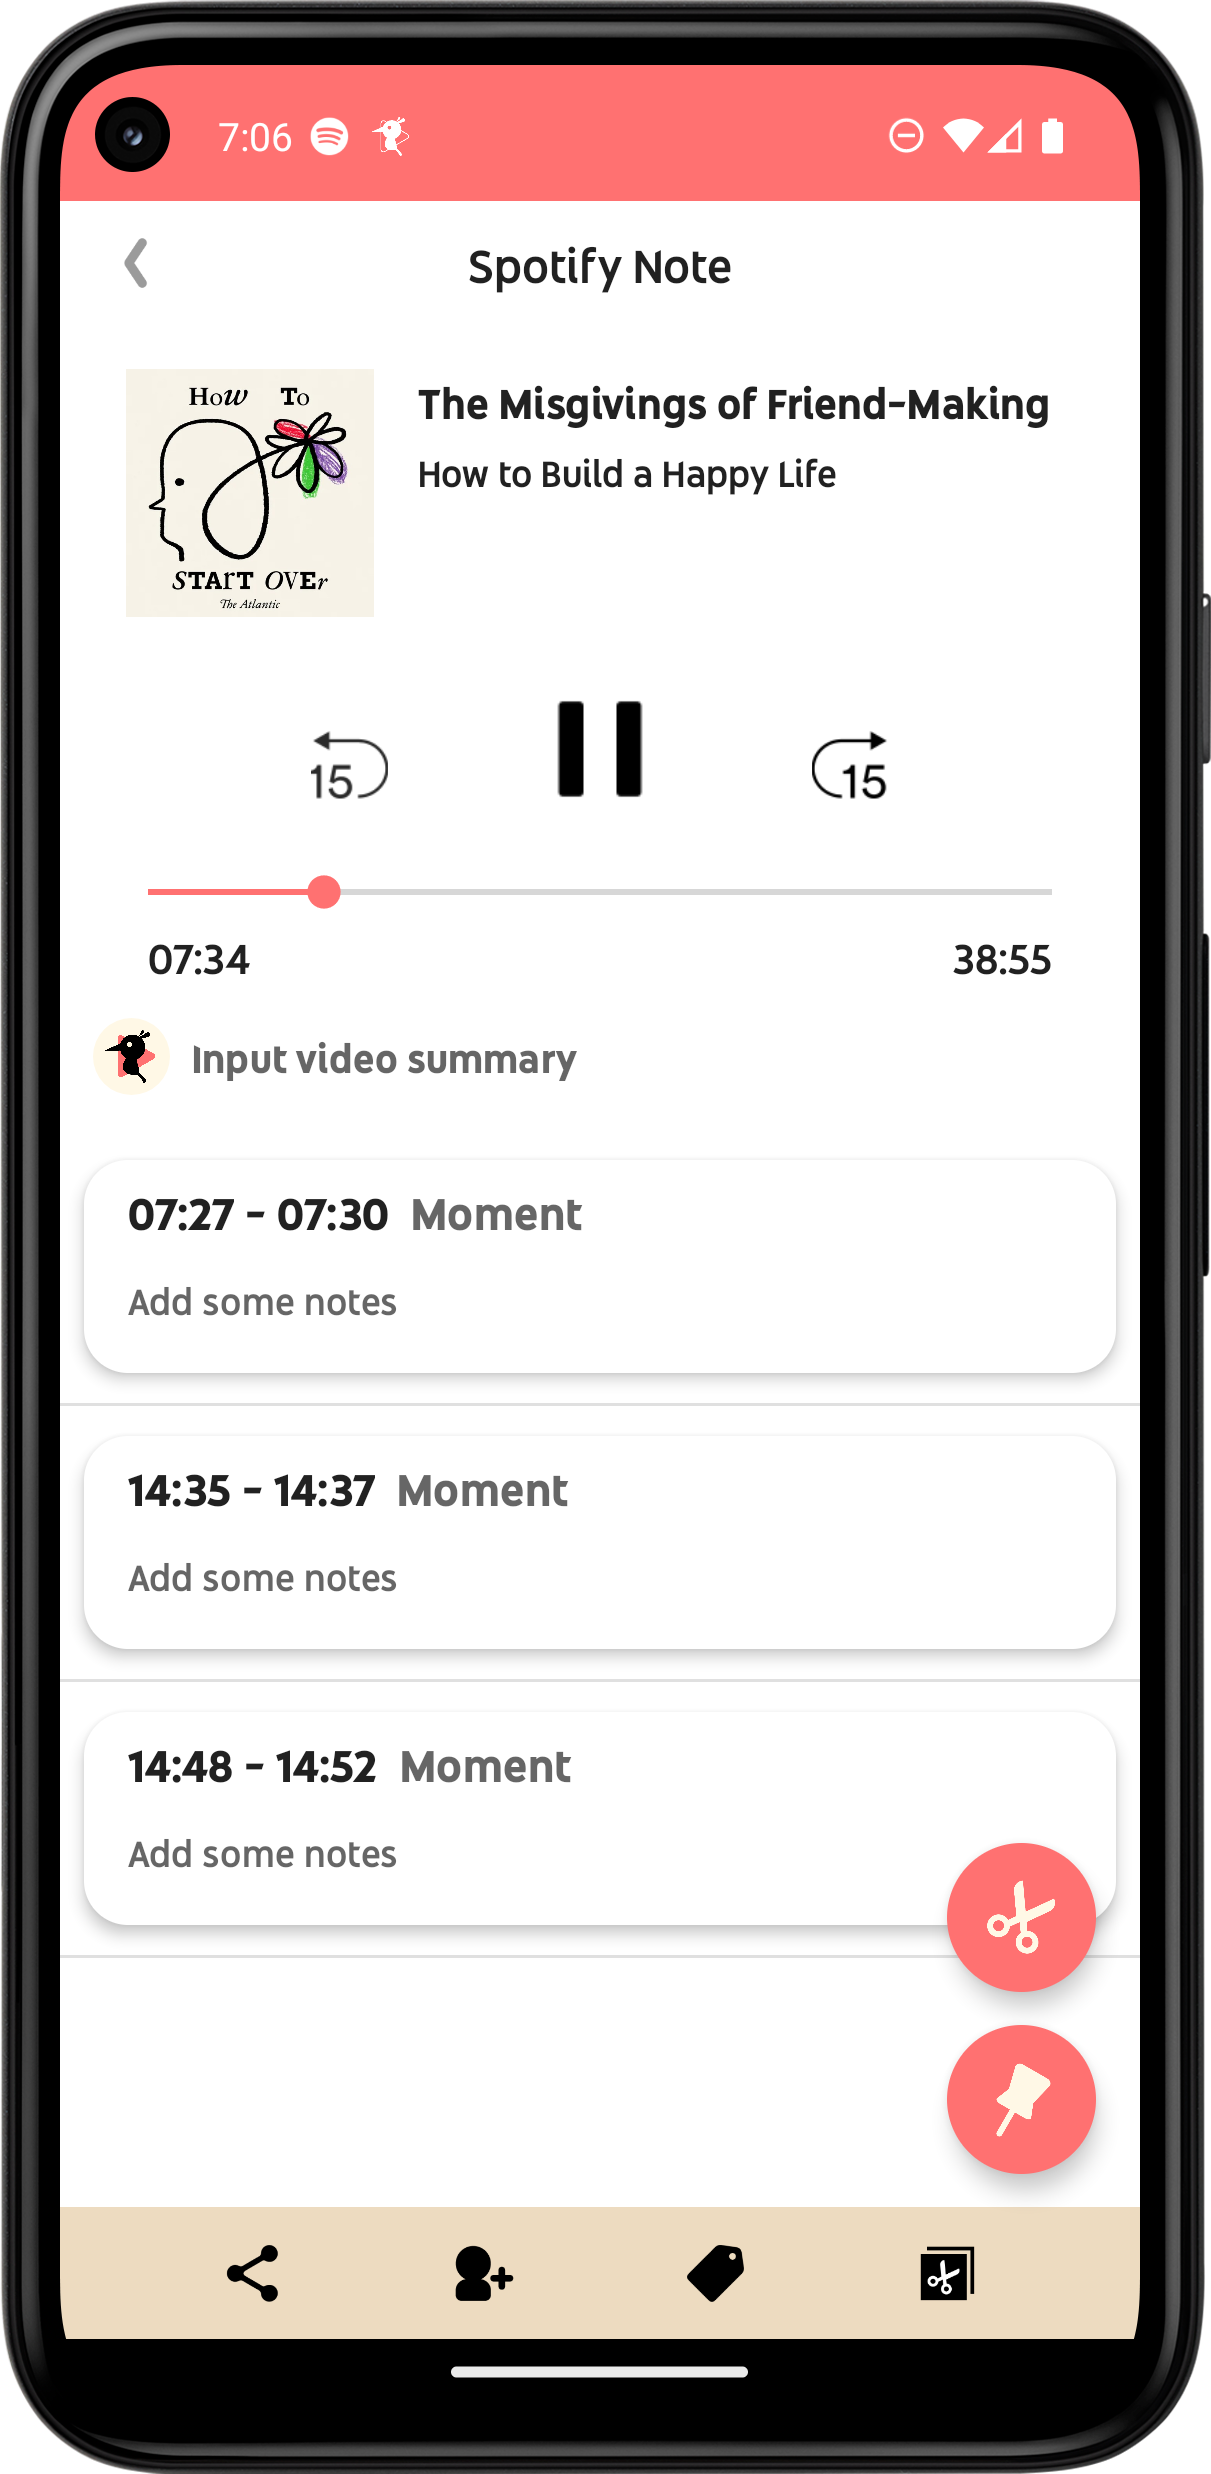 7:06
Spotify Note
How To
START OVEr
The Atlantic
The Misgivings of Friend-Making
How to Build a Happy Life
15
15
07:34
38:55
Input video summary
07:27 - 07:30 Moment
Add some notes
14:35 - 14:37 Moment
Add some notes
14:48 - 14:52 Moment
Add some notes